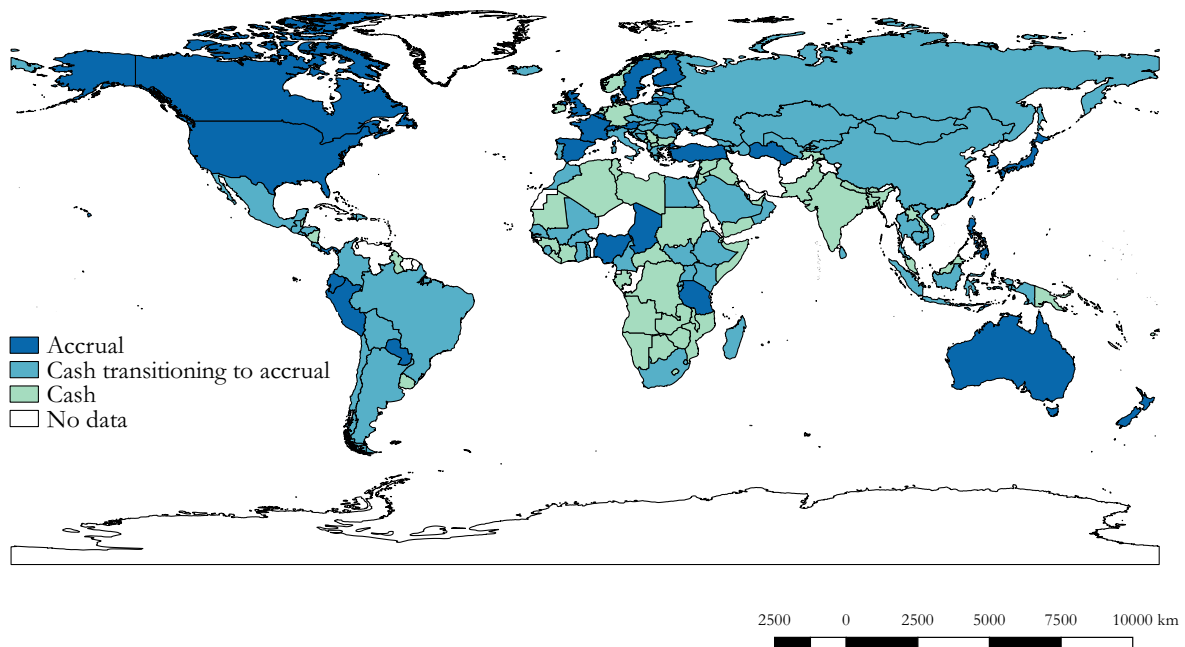 Accrual
Cash transitioning to accrual
Cash
No data
2500 0 2500 5000 7500 10000 km